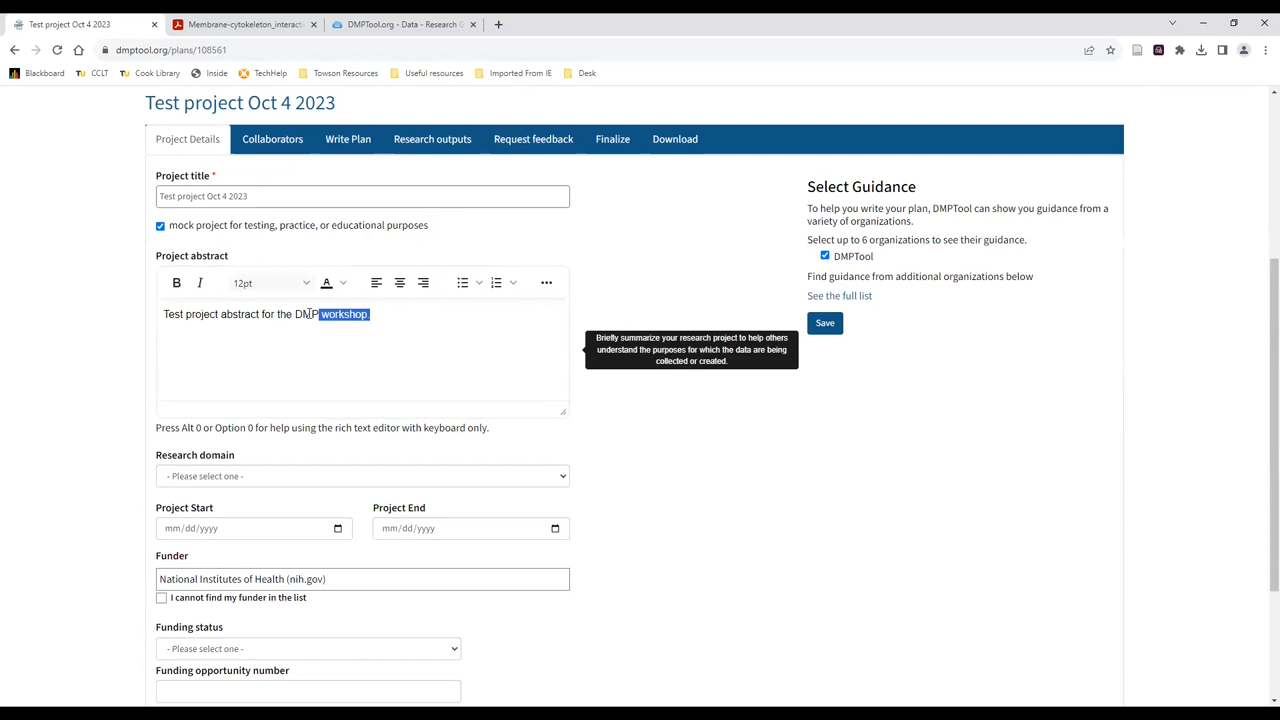 Test project Oct 4 2023
Membrane-cytokeleton_interacti
DMPTool.org - Data - Research G
dmptool.org/plans/108561
Blackboard
CCLT
Cook Library
Inside
TechHelp
Towson Resources
Useful resources
Imported From IE
Desk
Test project Oct 4 2023
Project Details
Collaborators
Write Plan
Research outputs
Request feedback
Finalize
Download
Project title *
Test project Oct 4 2023
mock project for testing, practice, or educational purposes
Project abstract
B I 12pt A
Test project abstract for the DMP workshop.
Briefly summarize your research project to help others
understand the purposes for which the data are being
collected or created.
Press Alt 0 or Option 0 for help using the rich text editor with keyboard only.
Research domain
- Please select one -
Project Start
Project End
mm/dd/yyyy
mm/dd/yyyy
Funder
National Institutes of Health (nih.gov)
I cannot find my funder in the list
Funding status
- Please select one -
Funding opportunity number
Select Guidance
To help you write your plan, DMPTool can show you guidance from a
variety of organizations.
Select up to 6 organizations to see their guidance.
DMPTool
Find guidance from additional organizations below
See the full list
Save